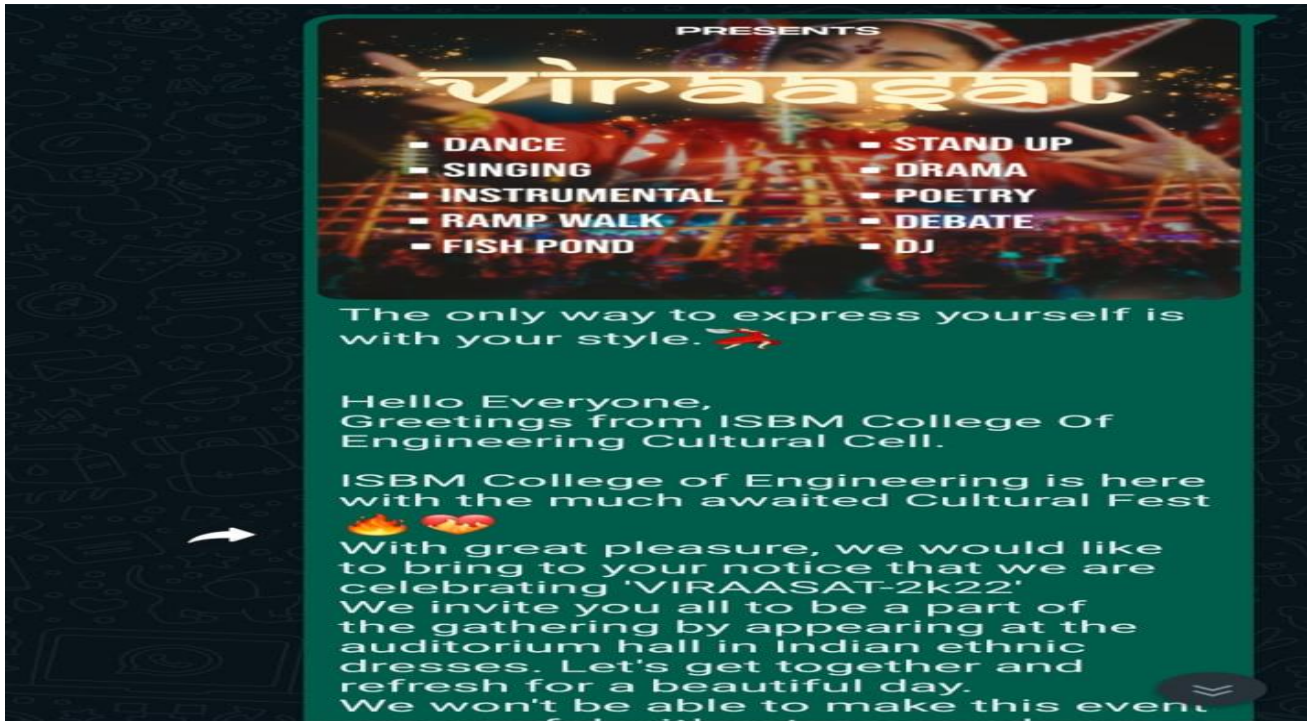 PRESENTS
viraasat
- DANCE
- SINGING
- INSTRUMENTAL
- RAMP WALK
- FISH POND
- STAND UP
- DRAMA
- POETRY
- DEBATE
- DJ
The only way to express yourself is
with your style.💃
Hello Everyone,
Greetings from ISBM College Of
Engineering Cultural Cell.
ISBM College of Engineering is here
with the much awaited Cultural Fest
🔥 💝
With great pleasure, we would like
to bring to your notice that we are
celebrating 'VIRAASAT-2k22'
We invite you all to be a part of
the gathering by appearing at the
auditorium hall in Indian ethnic
dresses. Let's get together and
refresh for a beautiful day.
We won't be able to make this event